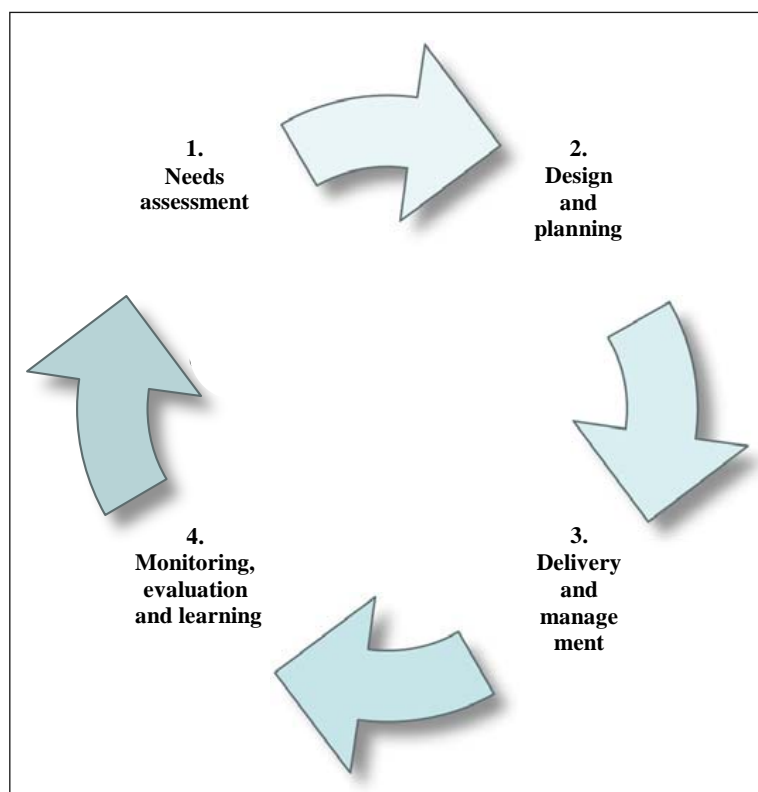 1.
Needs
assessment
2.
Design
and
planning
3.
Delivery
and
manage
ment
4.
Monitoring,
evaluation
and learning